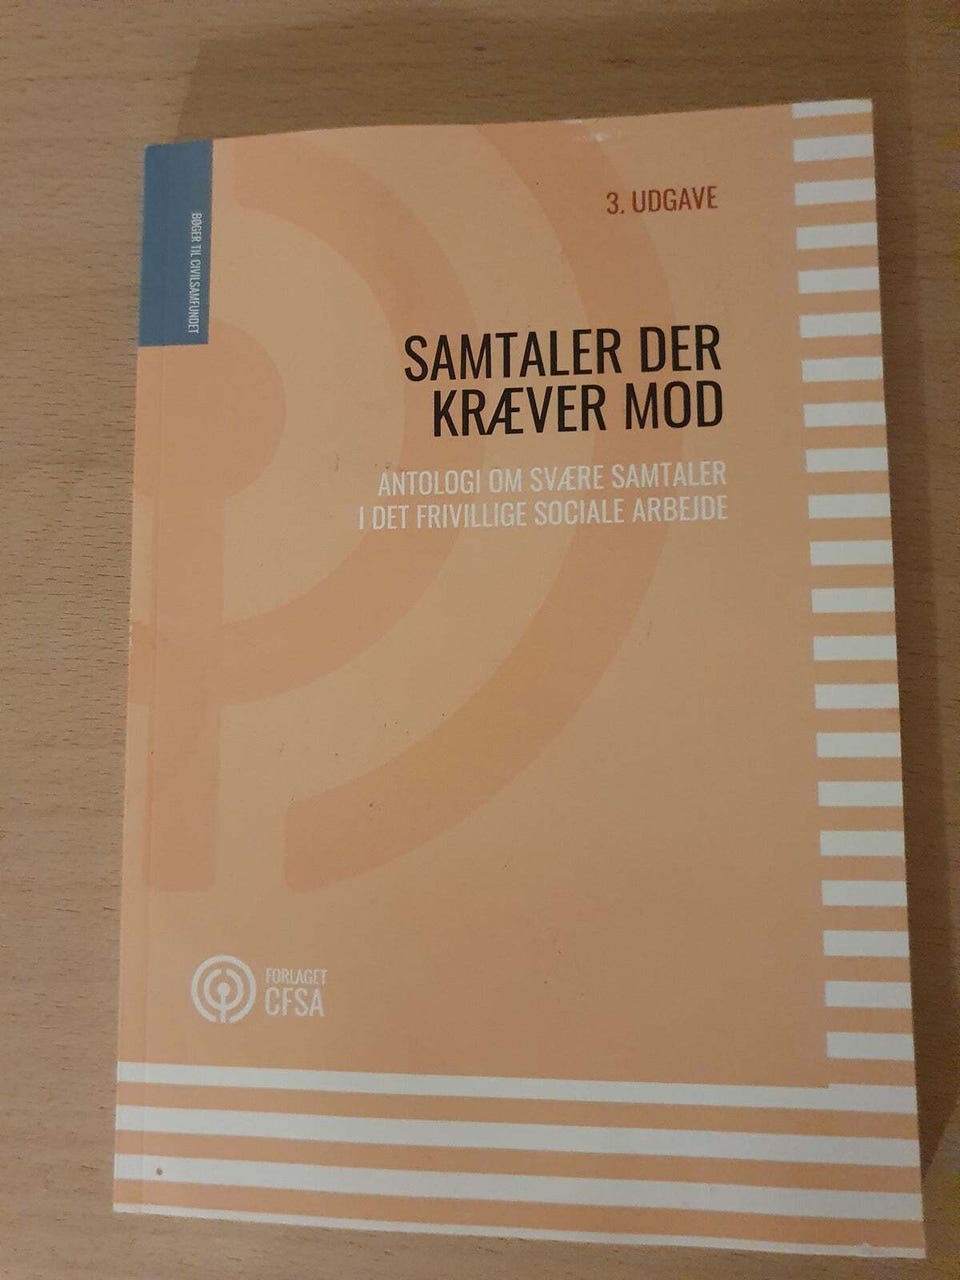 BØGER TIL CIVILSAMFUNDET
3. UDGAVE
SAMTALER DER
KRÆVER MOD
ANTOLOGI OM SVÆRE SAMTALER
I DET FRIVILLIGE SOCIALE ARBEJDE
FORLAGET
CFSA